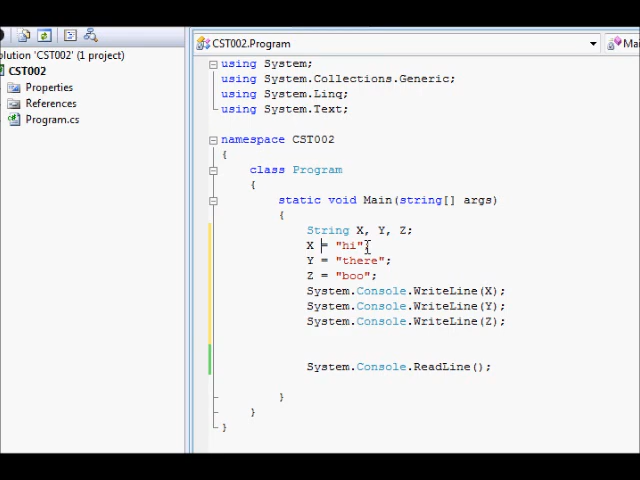 CST002.Program
Main
olution 'CST002' (1 project)
CST002
Properties
References
Program.cs
using System;
using System.Collections.Generic;
using System.Linq;
using System.Text;
namespace CST002
{
class Program
{
static void Main(string[] args)
{
String X, Y, Z;
X = "hi";
Y = "there";
Z = "boo";
System.Console.WriteLine(X);
System.Console.WriteLine(Y);
System.Console.WriteLine(Z);
System.Console.ReadLine();
}
}
}